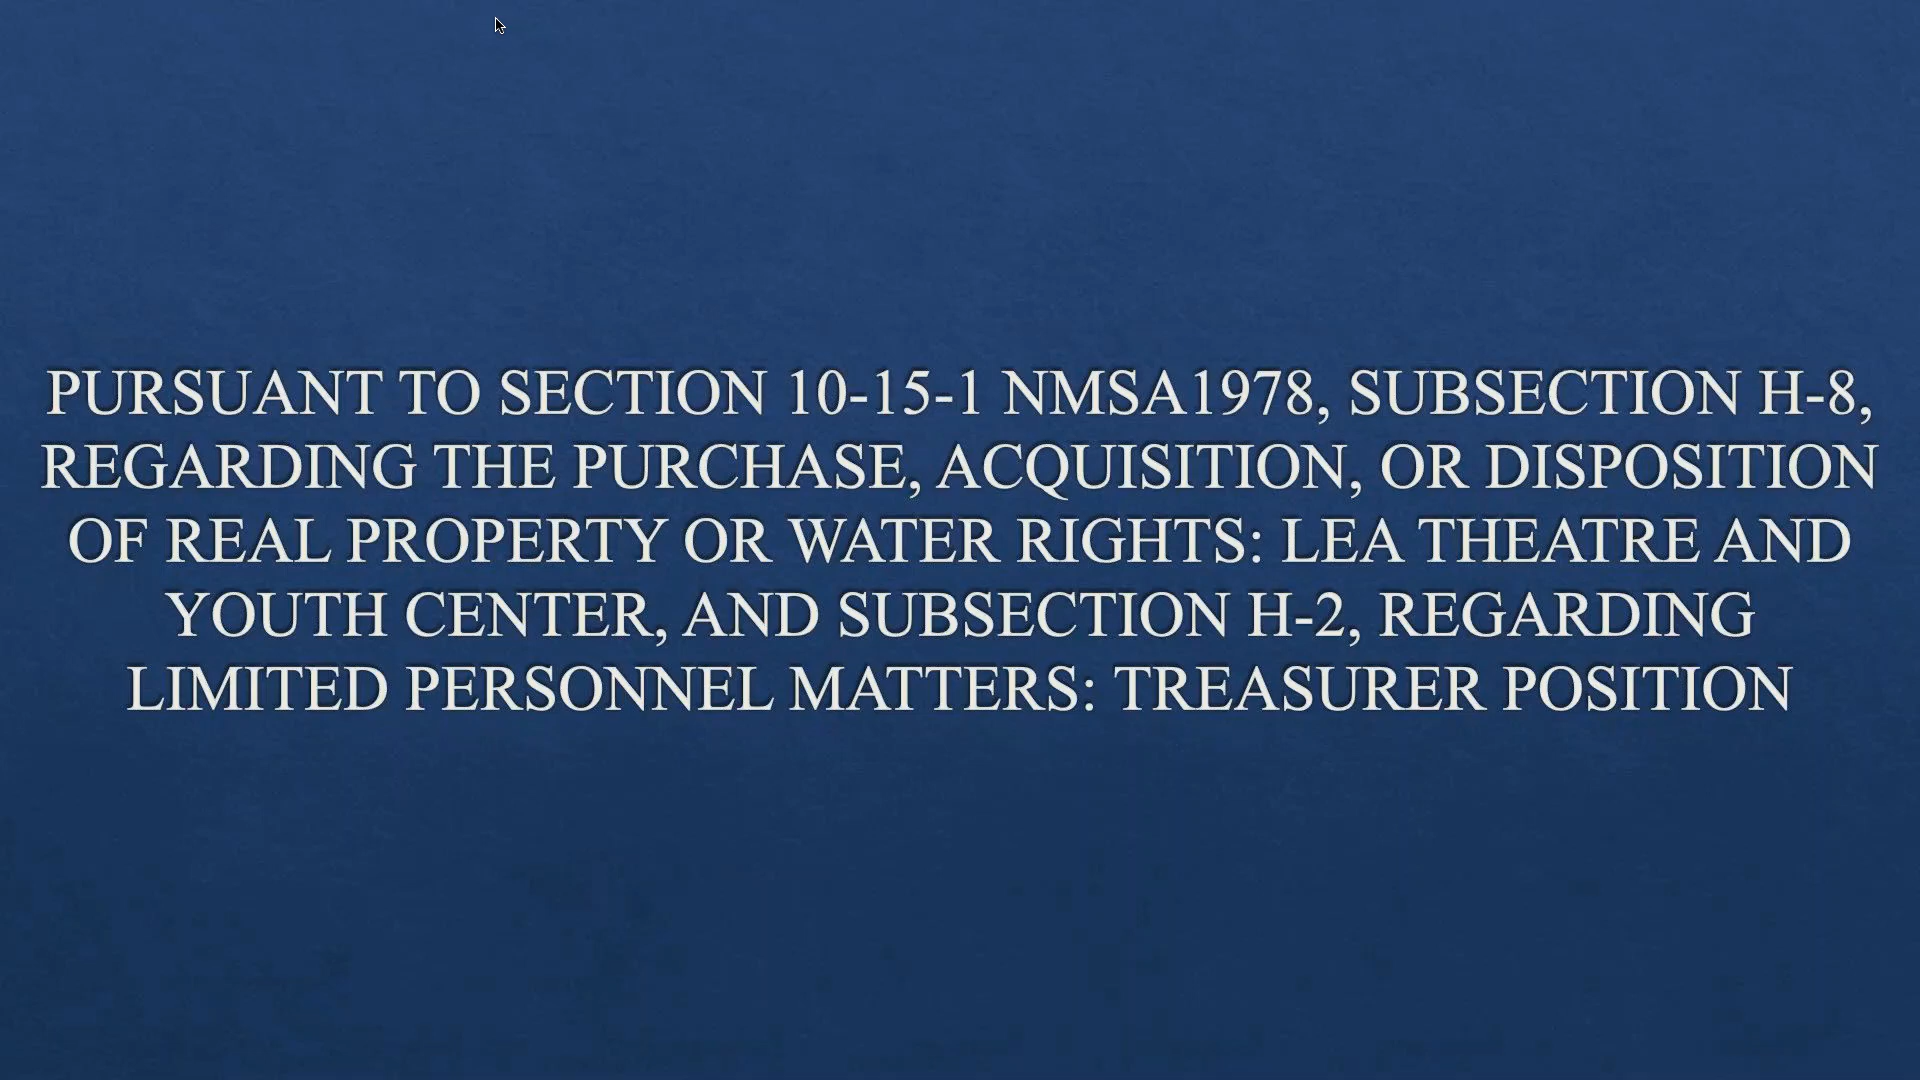 PURSUANT TO SECTION 10-15-1 NMSA1978, SUBSECTION H-8,
REGARDING THE PURCHASE, ACQUISITION, OR DISPOSITION
OF REAL PROPERTY OR WATER RIGHTS: LEA THEATRE AND
YOUTH CENTER, AND SUBSECTION H-2, REGARDING
LIMITED PERSONNEL MATTERS: TREASURER POSITION